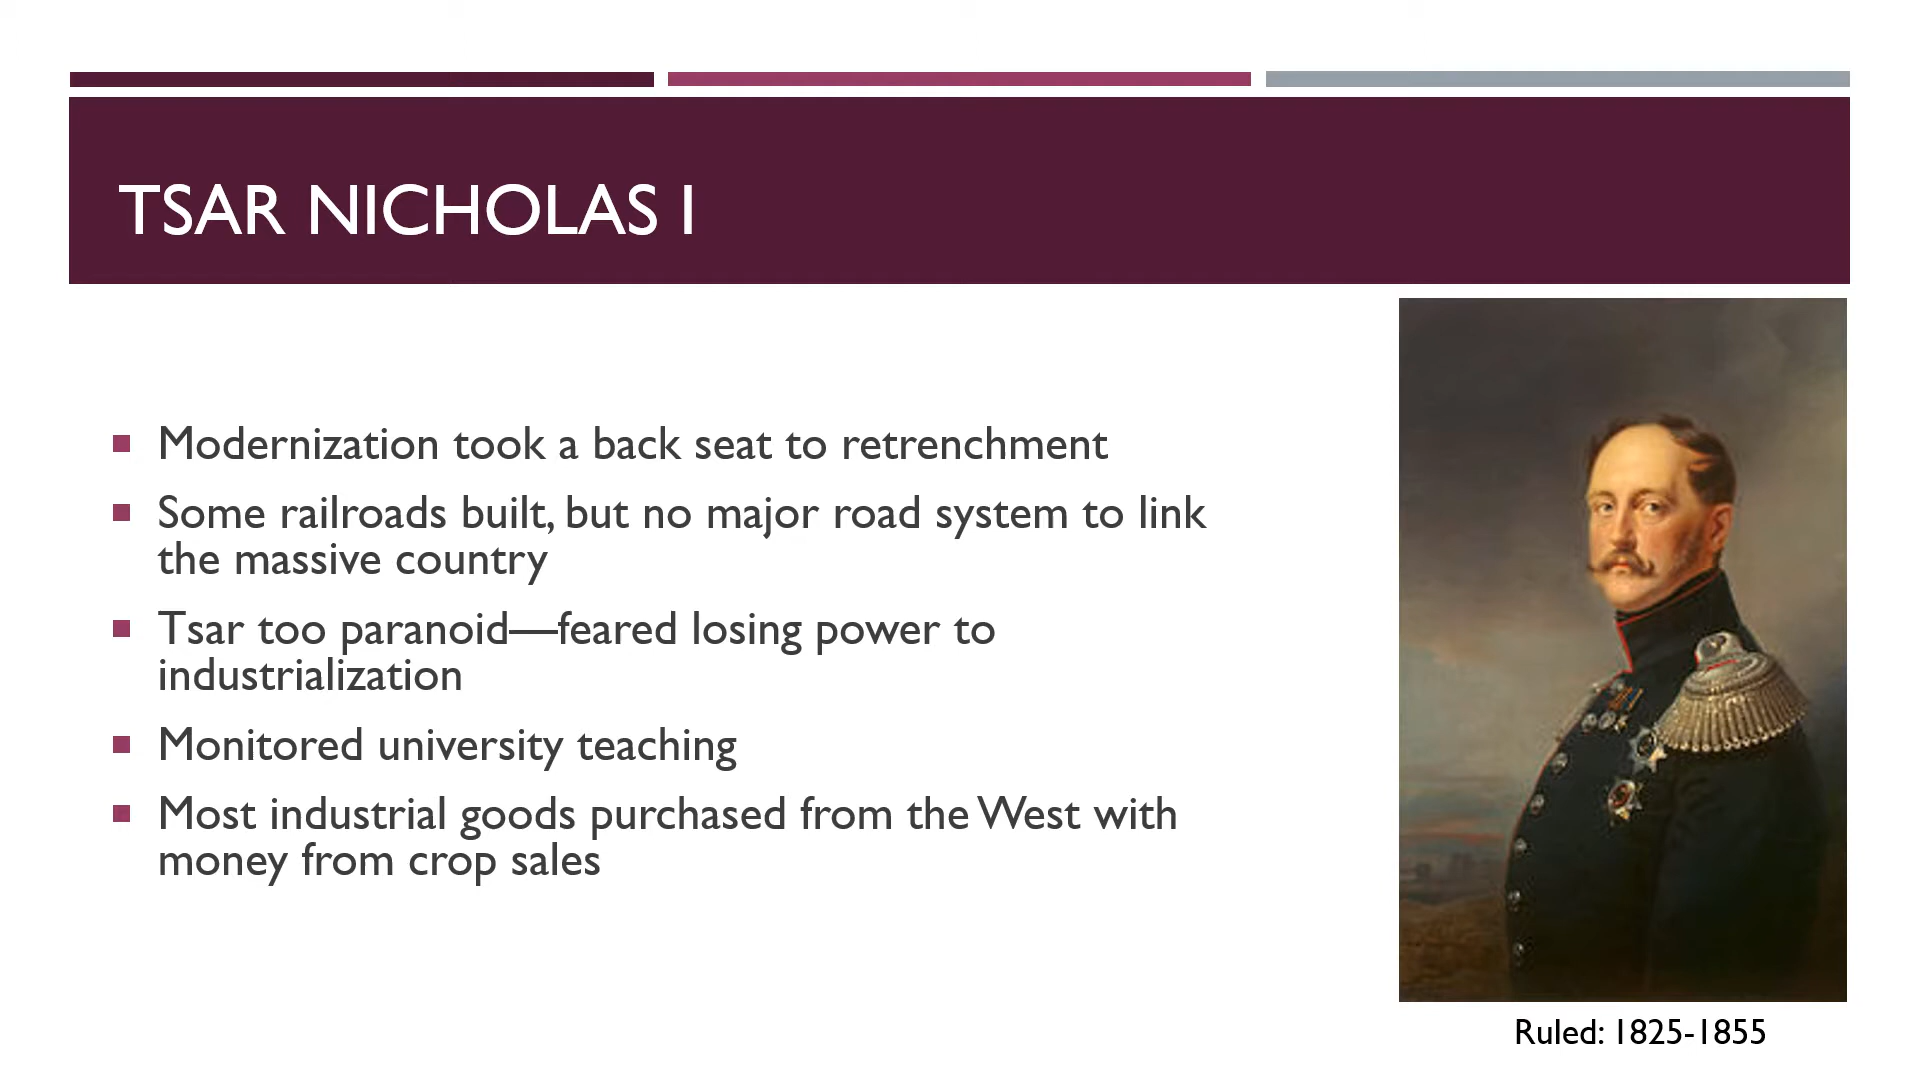 TSAR NICHOLAS I
Modernization took a back seat to retrenchment
Some railroads built, but no major road system to link
the massive country
Tsar too paranoid—feared losing power to
industrialization
Monitored university teaching
Most industrial goods purchased from the West with
money from crop sales
Ruled: 1825-1855